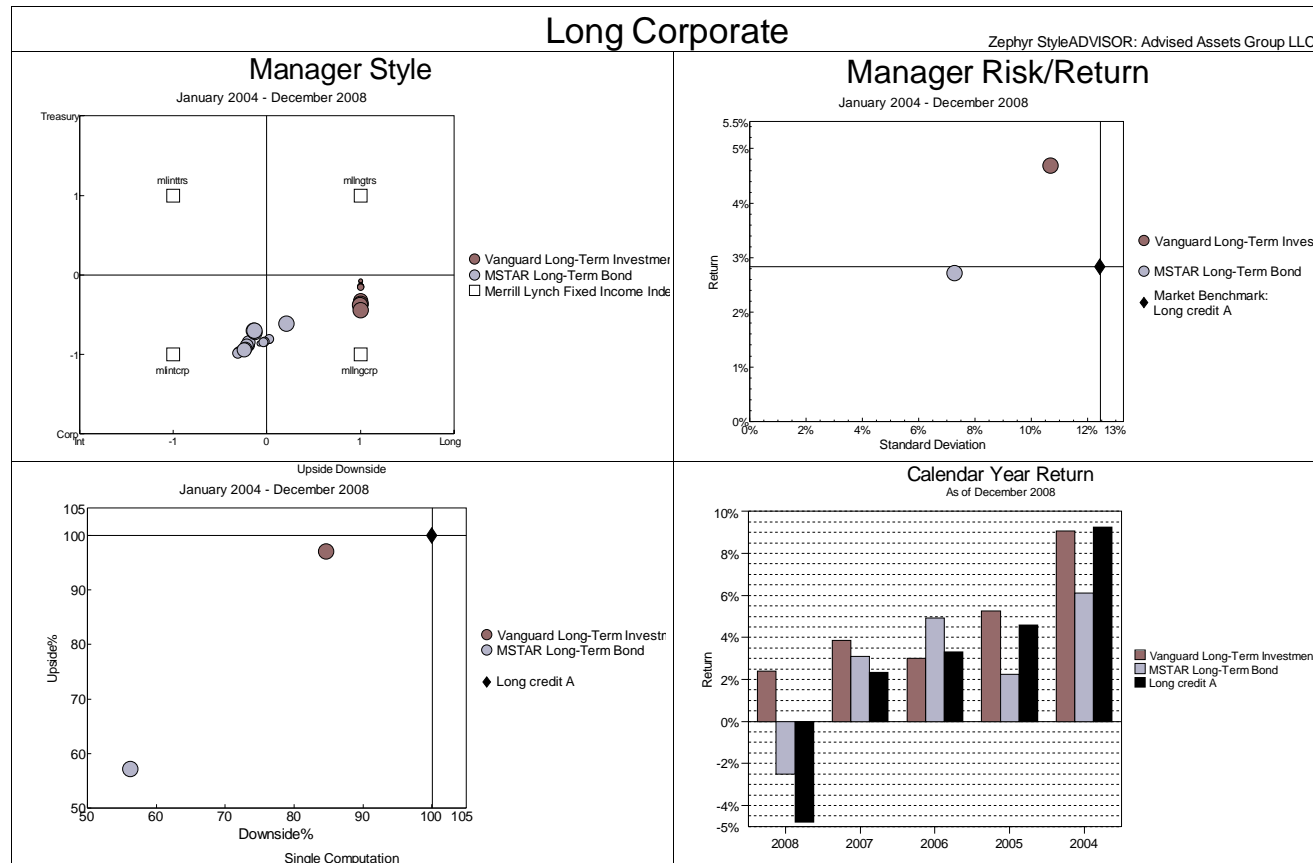 Long Corporate
Zephyr StyleADVISOR: Advised Assets Group LLC
Manager Style
January 2004 - December 2008
Treasury
mlinttrs
mllngtrs
1
0
mlintcrp
mllngcrp
-1
Corp
Int
-1
0
1
Long
Vanguard Long-Term Investmen
MSTAR Long-Term Bond
Merrill Lynch Fixed Income Inde
Manager Risk/Return
January 2004 - December 2008
Return
5.5%
5%
4%
3%
2%
1%
0%
0%
2%
4%
6%
8%
10%
12%
13%
Standard Deviation
Vanguard Long-Term Inves
MSTAR Long-Term Bond
Market Benchmark:
Long credit A
Upside Downside
January 2004 - December 2008
Upside%
105
100
90
80
70
60
50
50
60
70
80
90
100
105
Downside%
Single Computation
Vanguard Long-Term Investm
MSTAR Long-Term Bond
Long credit A
Calendar Year Return
As of December 2008
Return
10%
8%
6%
4%
2%
0%
-2%
-4%
-5%
2008
2007
2006
2005
2004
Vanguard Long-Term Investmen
MSTAR Long-Term Bond
Long credit A